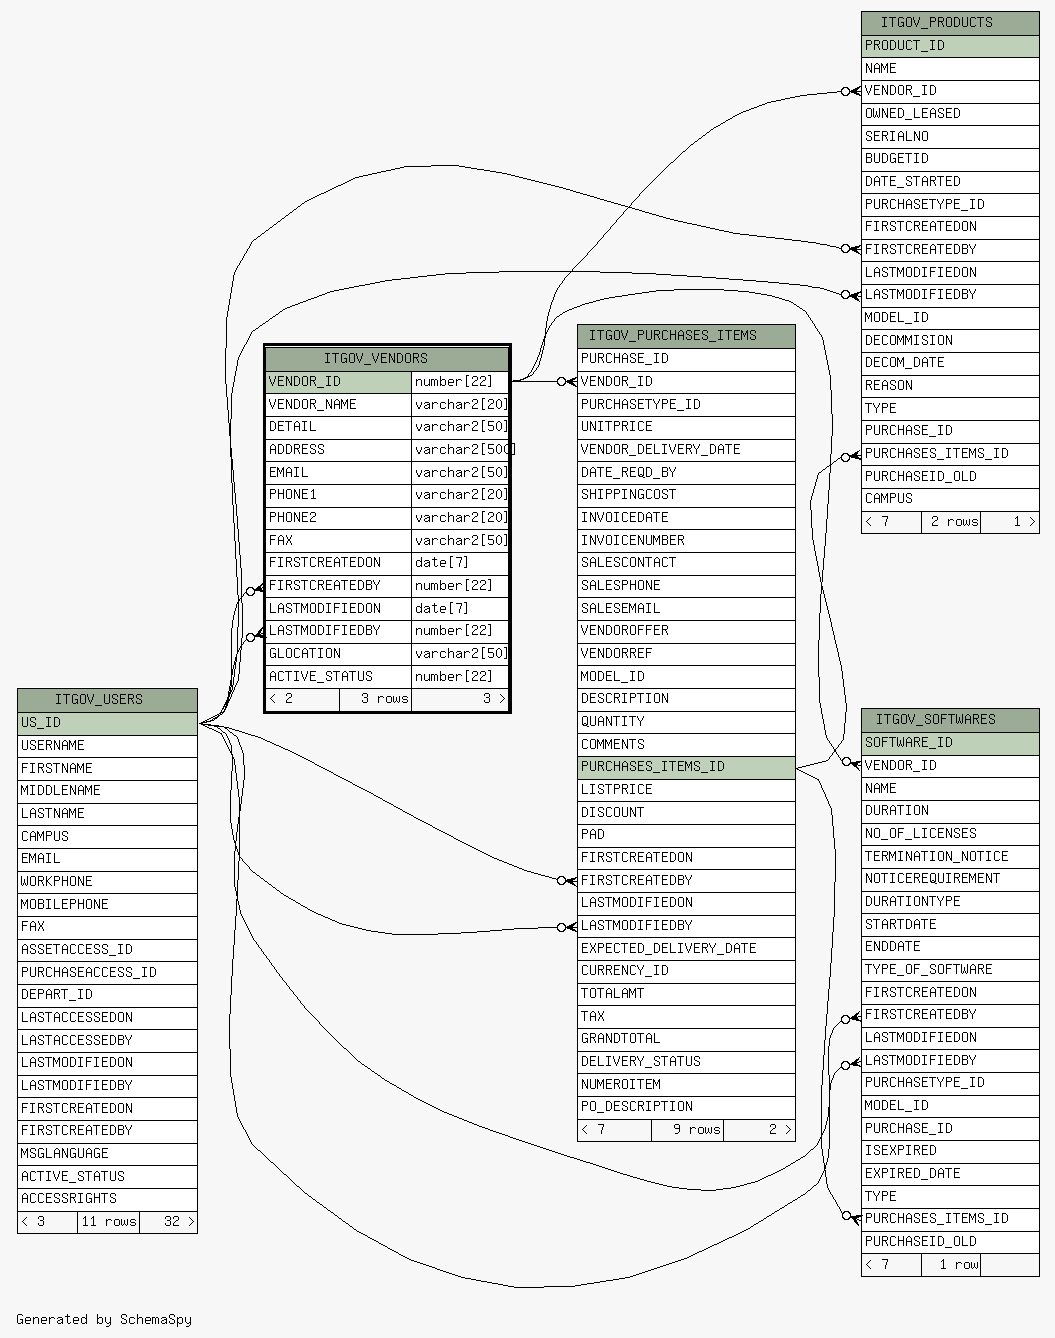 ITGOV_PRODUCTS
PRODUCT_ID
NAME
VENDOR_ID
OWNED_LEASED
SERIALNO
BUDGETID
DATE_STARTED
PURCHASETYPE_ID
FIRSTCREATEDON
FIRSTCREATEDBY
LASTMODIFIEDON
LASTMODIFIEDBY
MODEL_ID
DECOMMISION
DECOM_DATE
REASON
TYPE
PURCHASE_ID
PURCHASES_ITEMS_ID
PURCHASEID_OLD
CAMPUS
< 7 2 rows 1 >
ITGOV_VENDORS
VENDOR_ID number[22]
VENDOR_NAME varchar2[20]
DETAIL varchar2[50]
ADDRESS varchar2[500]
EMAIL varchar2[50]
PHONE1 varchar2[20]
PHONE2 varchar2[20]
FAX varchar2[50]
FIRSTCREATEDON date[7]
FIRSTCREATEDBY number[22]
LASTMODIFIEDON date[7]
LASTMODIFIEDBY number[22]
GLOCATION varchar2[50]
ACTIVE_STATUS number[22]
< 2 3 rows 3 >
ITGOV_PURCHASES_ITEMS
PURCHASE_ID
VENDOR_ID
PURCHASETYPE_ID
UNITPRICE
VENDOR_DELIVERY_DATE
DATE_REQD_BY
SHIPPINGCOST
INVOICEDATE
INVOICENUMBER
SALESCONTACT
SALESPHONE
SALESEMAIL
VENDOROFFER
VENDORREF
MODEL_ID
DESCRIPTION
QUANTITY
COMMENTS
PURCHASES_ITEMS_ID
LISTPRICE
DISCOUNT
PAD
FIRSTCREATEDON
FIRSTCREATEDBY
LASTMODIFIEDON
LASTMODIFIEDBY
EXPECTED_DELIVERY_DATE
CURRENCY_ID
TOTALAMT
TAX
GRANDTOTAL
DELIVERY_STATUS
NUMEROITEM
PO_DESCRIPTION
< 7 9 rows 2 >
ITGOV_USERS
US_ID
USERNAME
FIRSTNAME
MIDDLENAME
LASTNAME
CAMPUS
EMAIL
WORKPHONE
MOBILEPHONE
FAX
ASSETACCESS_ID
PURCHASEACCESS_ID
DEPART_ID
LASTACCESSEDON
LASTACCESSEDBY
LASTMODIFIEDON
LASTMODIFIEDBY
FIRSTCREATEDON
FIRSTCREATEDBY
MSGLANGUAGE
ACTIVE_STATUS
ACCESSRIGHTS
< 3 11 rows 32 >
ITGOV_SOFTWARES
SOFTWARE_ID
VENDOR_ID
NAME
DURATION
NO_OF_LICENSES
TERMINATION_NOTICE
NOTICEREQUIREMENT
DURATIONTYPE
STARTDATE
ENDDATE
TYPE_OF_SOFTWARE
FIRSTCREATEDON
FIRSTCREATEDBY
LASTMODIFIEDON
LASTMODIFIEDBY
PURCHASETYPE_ID
MODEL_ID
PURCHASE_ID
ISEXPIRED
EXPIRED_DATE
TYPE
PURCHASES_ITEMS_ID
PURCHASEID_OLD
< 7 1 row
Generated by SchemaSpy